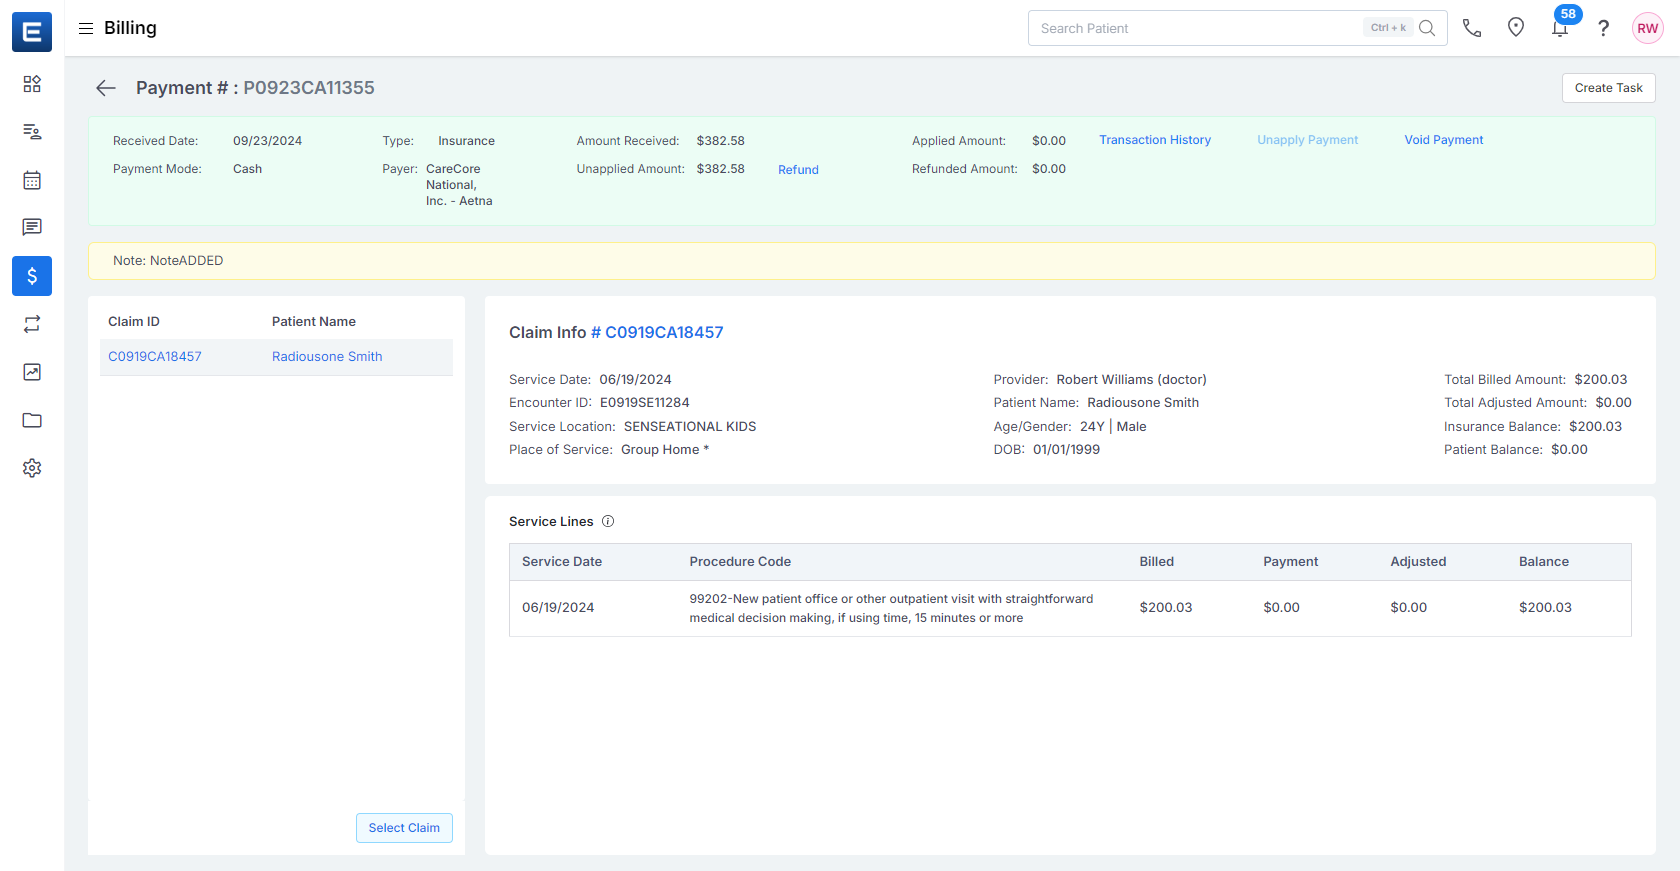 E
Billing
Search Patient
Ctrl + k
58
?
RW
Payment # : P0923CA11355
Create Task
Received Date: 09/23/2024
Type: Insurance
Amount Received: $382.58
Applied Amount: $0.00
Transaction History
Unapply Payment
Void Payment
Payment Mode: Cash
Payer: CareCore
National,
Inc. - Aetna
Unapplied Amount: $382.58
Refund
Refunded Amount: $0.00
Note: NoteADDED
Claim ID Patient Name
C0919CA18457 Radiousone Smith
Select Claim
Claim Info # C0919CA18457
Service Date: 06/19/2024
Encounter ID: E0919SE11284
Service Location: SENSEATIONAL KIDS
Place of Service: Group Home *
Provider: Robert Williams (doctor)
Patient Name: Radiousone Smith
Age/Gender: 24Y | Male
DOB: 01/01/1999
Total Billed Amount: $200.03
Total Adjusted Amount: $0.00
Insurance Balance: $200.03
Patient Balance: $0.00
Service Lines
Service Date Procedure Code Billed Payment Adjusted Balance
06/19/2024
99202-New patient office or other outpatient visit with straightforward
medical decision making, if using time, 15 minutes or more
$200.03 $0.00 $0.00 $200.03